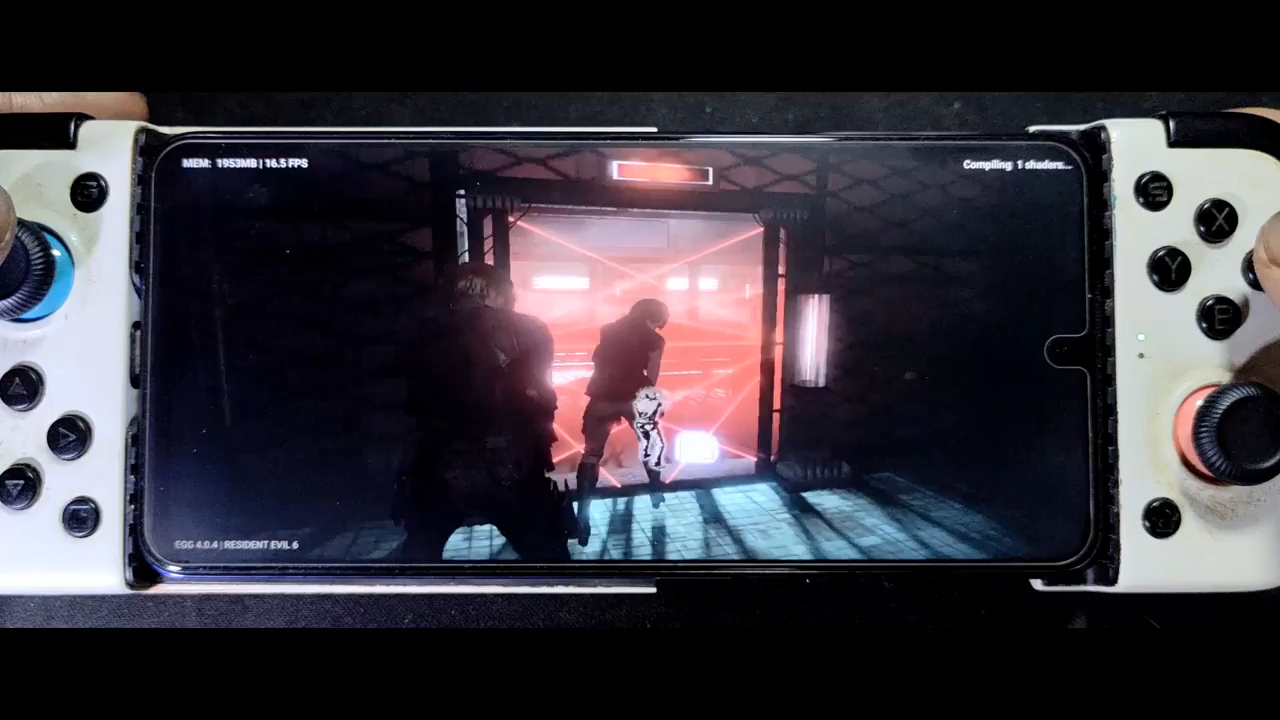 MEM: 1953MB | 16.5 FPS
Compiling 1 shaders...
EGG 4.0.4 | RESIDENT EVIL 6
G
S
X
Y
E